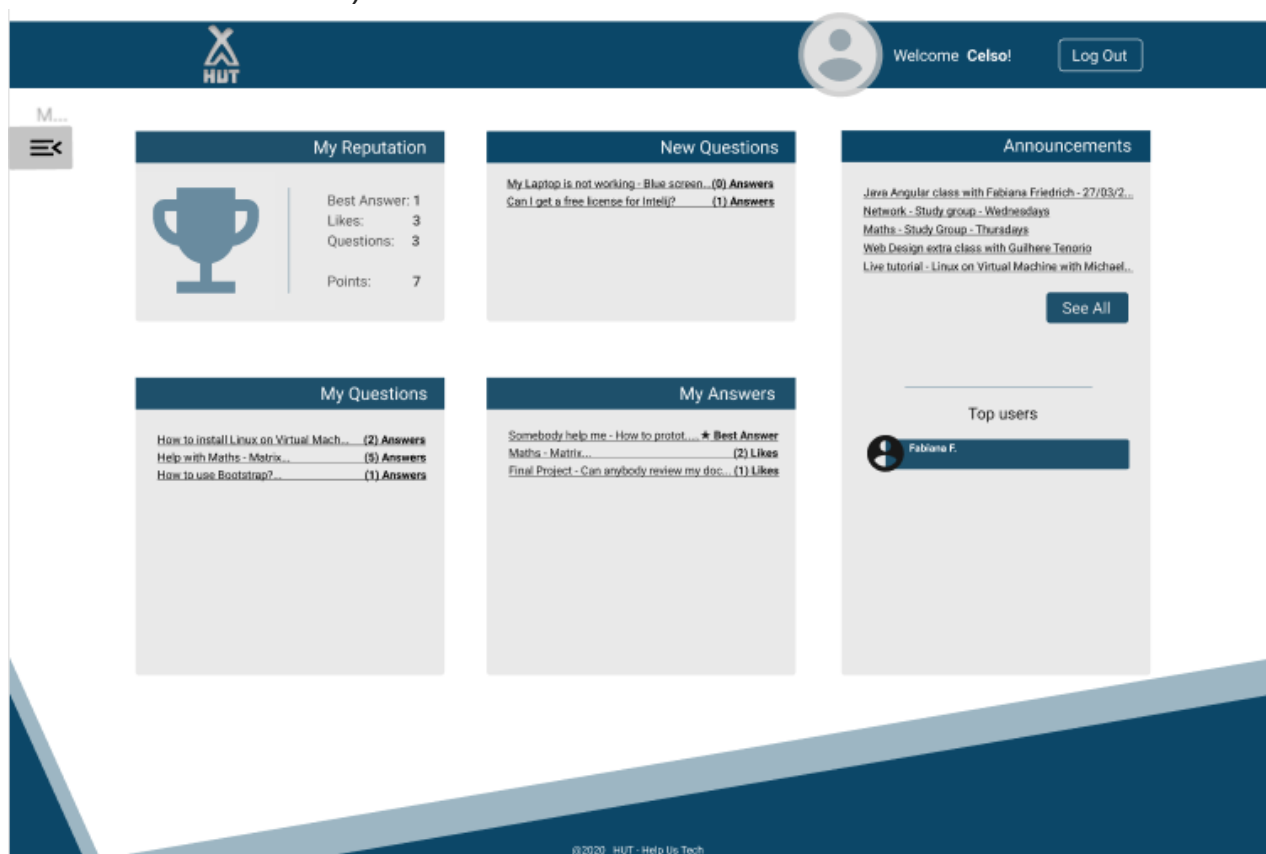 HUT
Welcome Celso!
Log Out
M...
My Reputation
Best Answer: 1
Likes: 3
Questions: 3
Points: 7
New Questions
My Laptop is not working - Blue screen... (0) Answers
Can I get a free license for Intelij? (1) Answers
Announcements
Java Angular class with Fabiana Friedrich - 27/03/2...
Network - Study group - Wednesdays
Maths - Study Group - Thursdays
Web Design extra class with Guilhere Tenorio
Live tutorial - Linux on Virtual Machine with Michael...
See All
Top users
Fabiana F.
My Questions
How to install Linux on Virtual Mach... (2) Answers
Help with Maths - Matrix... (5) Answers
How to use Bootstrap?... (1) Answers
My Answers
Somebody help me - How to protot.... ★ Best Answer
Maths - Matrix... (2) Likes
Final Project - Can anybody review my doc... (1) Likes
@2020 HUT - Help Us Tech